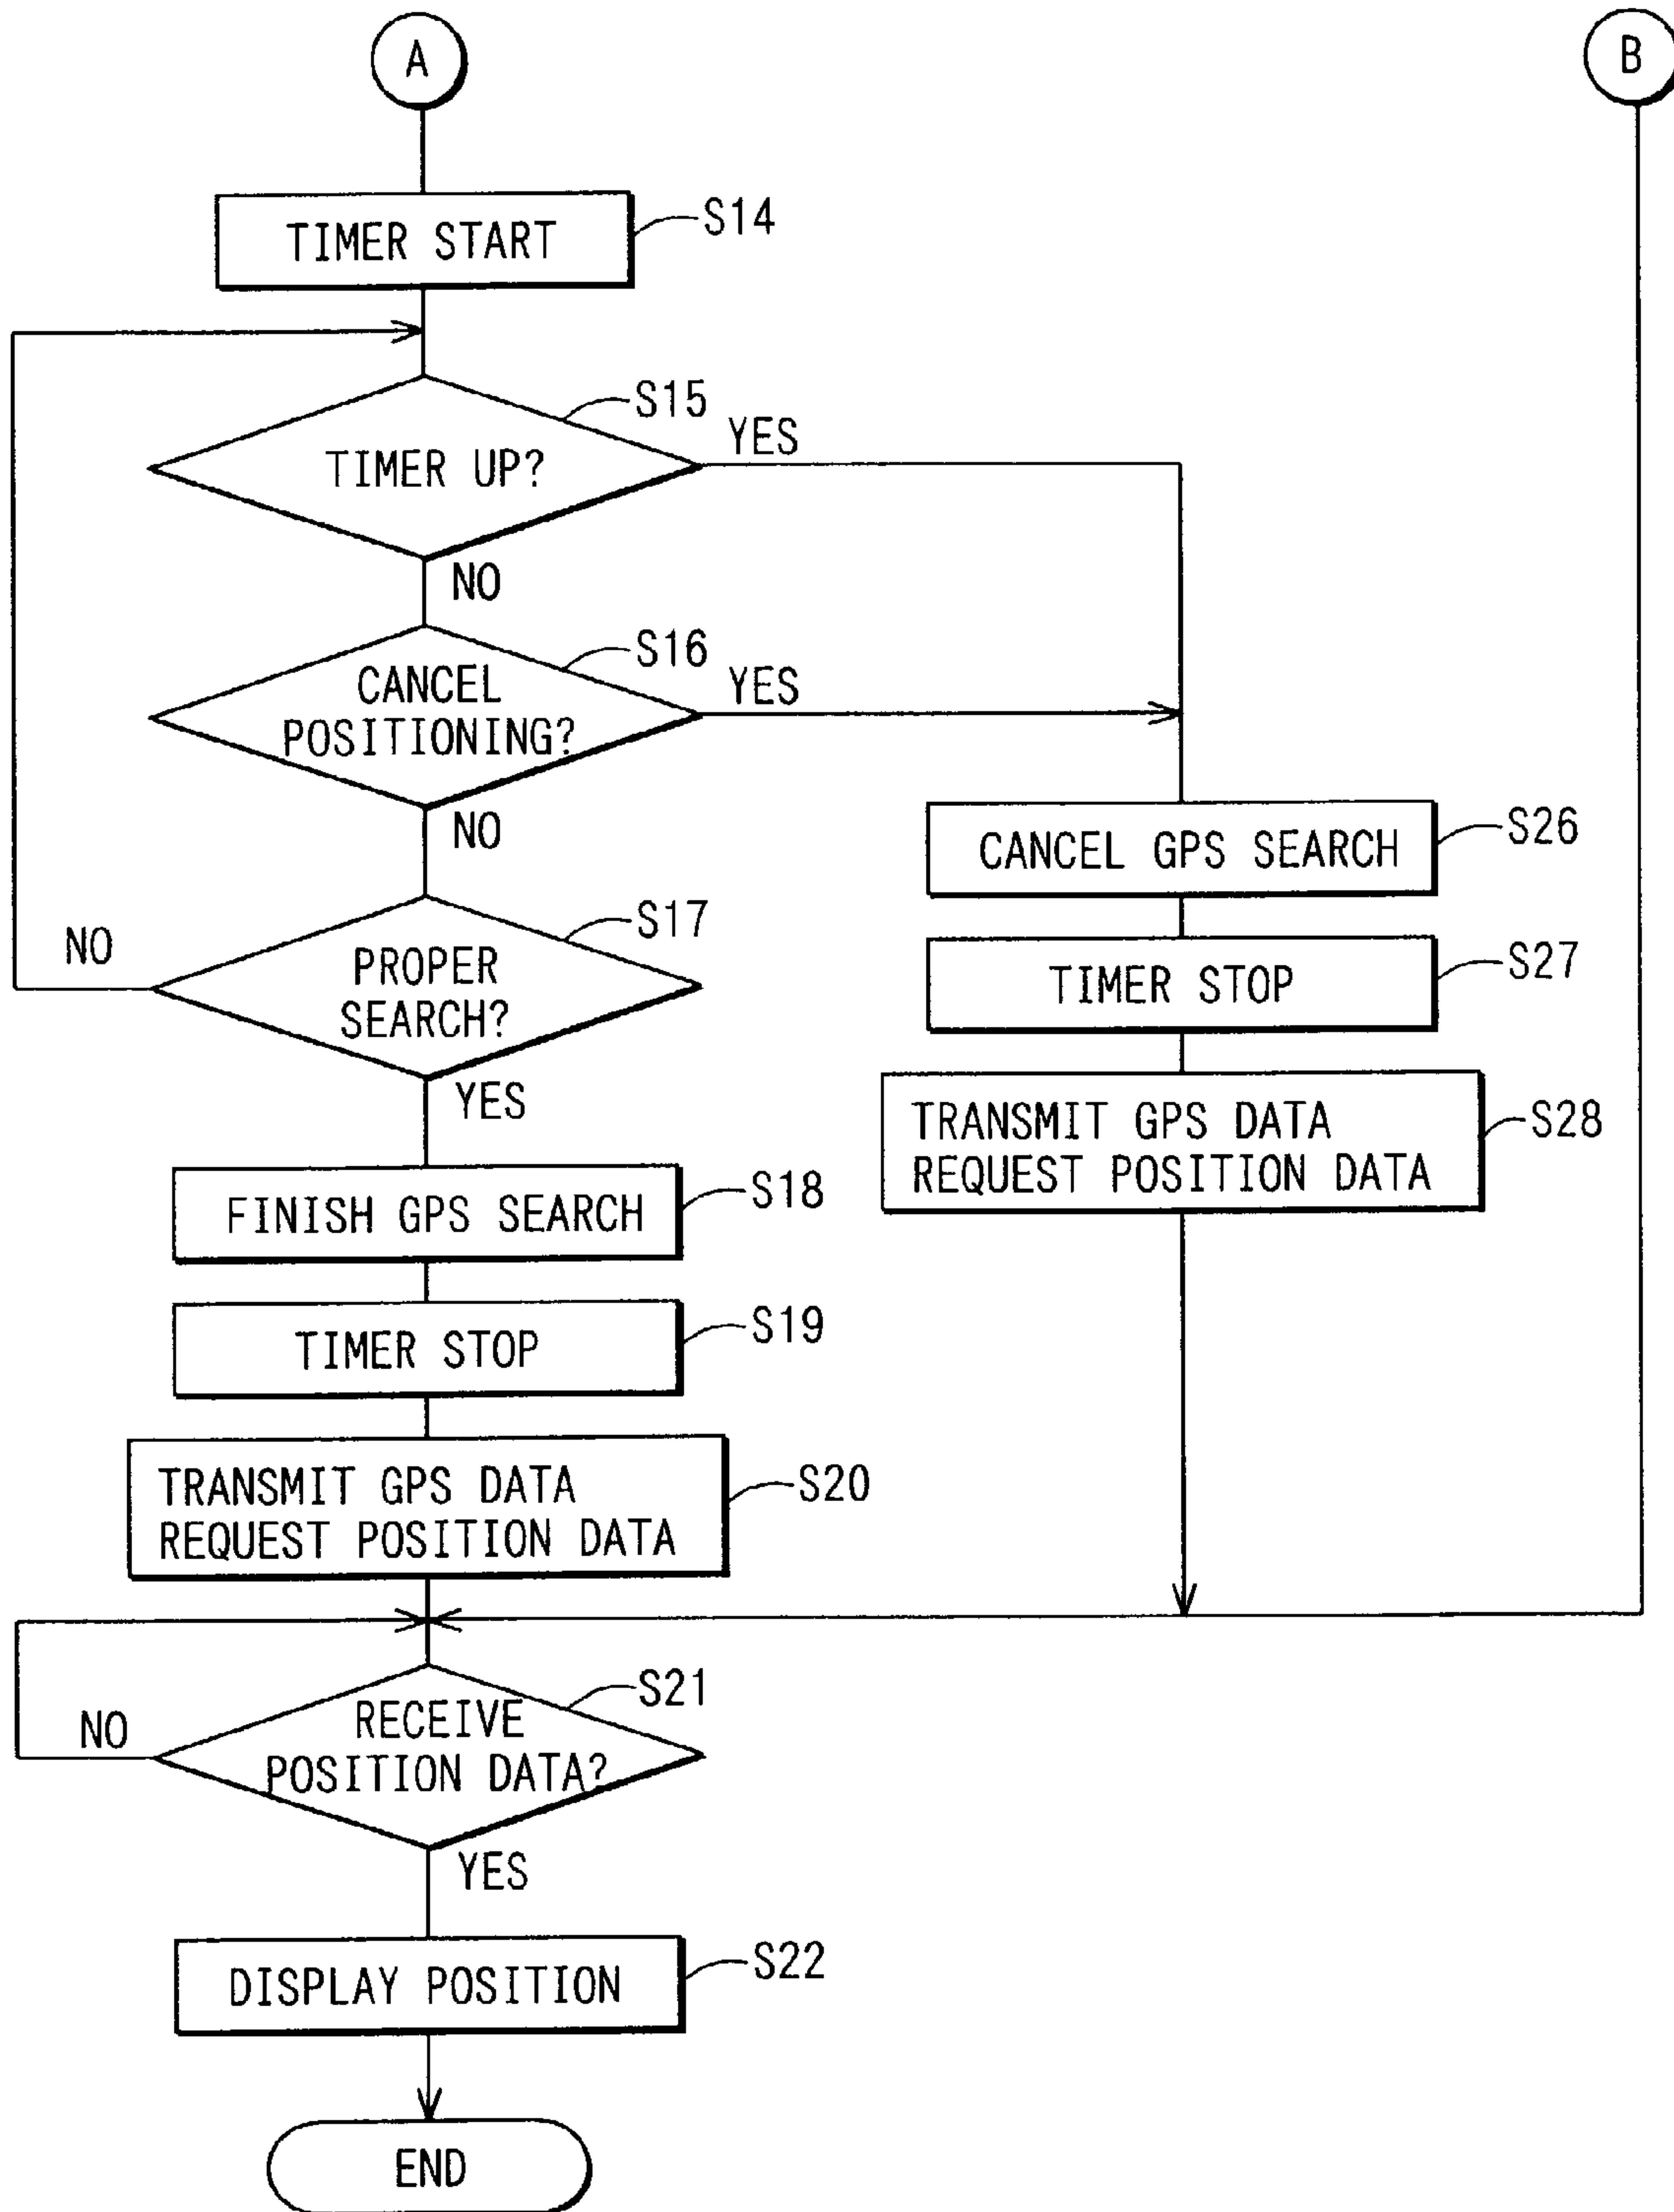 A
B
TIMER START
S14
TIMER UP?
S15
YES
NO
CANCEL
POSITIONING?
S16
YES
NO
PROPER
SEARCH?
S17
NO
YES
CANCEL GPS SEARCH
S26
TIMER STOP
S27
TRANSMIT GPS DATA
REQUEST POSITION DATA
S28
FINISH GPS SEARCH
S18
TIMER STOP
S19
TRANSMIT GPS DATA
REQUEST POSITION DATA
S20
RECEIVE
POSITION DATA?
S21
NO
YES
DISPLAY POSITION
S22
END